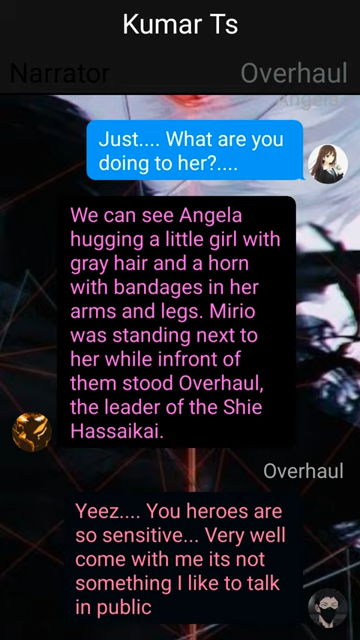 Kumar Ts
Narrator
Overhaul
Angela
Just.... What are you
doing to her?....
We can see Angela
hugging a little girl with
gray hair and a horn
with bandages in her
arms and legs. Mirio
was standing next to
her while infront of
them stood Overhaul,
the leader of the Shie
Hassaikai.
Overhaul
Yeez.... You heroes are
so sensitive... Very well
come with me its not
something I like to talk
in public